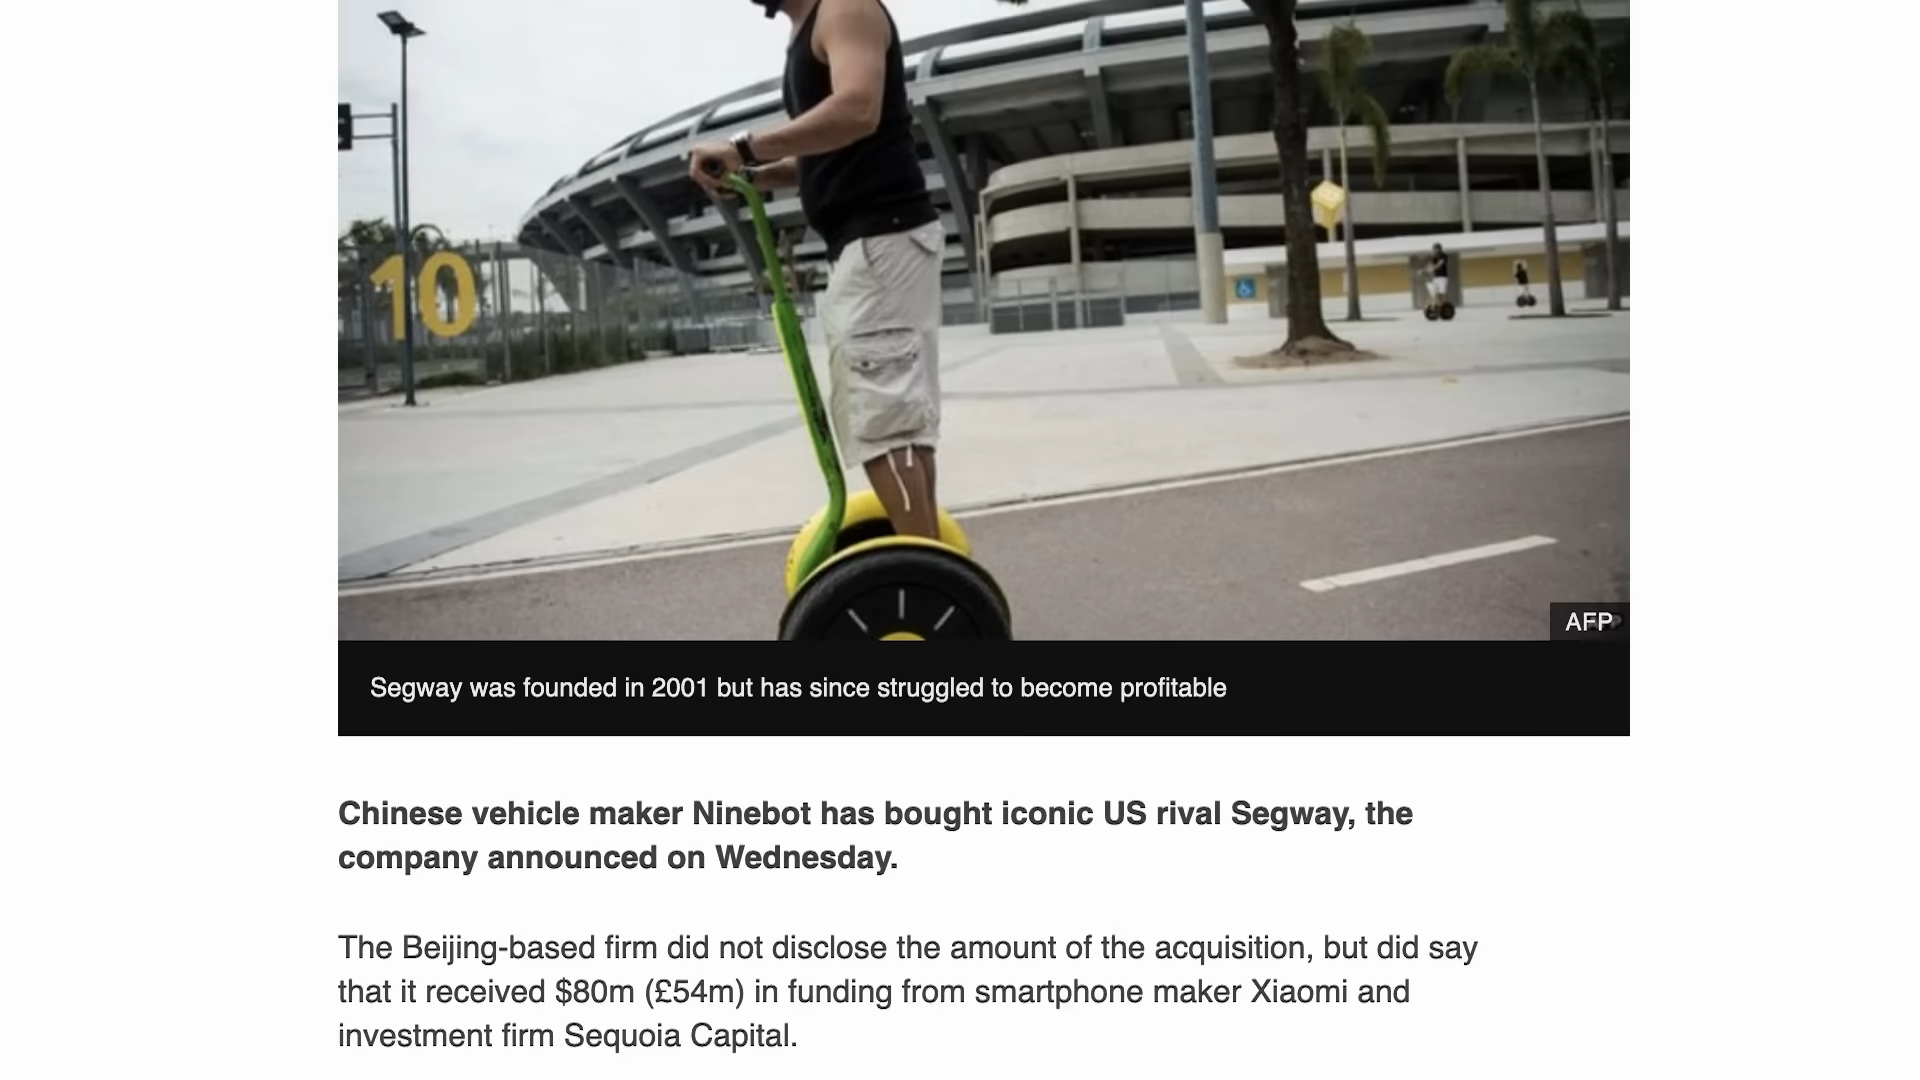 10
AFP
Segway was founded in 2001 but has since struggled to become profitable
Chinese vehicle maker Ninebot has bought iconic US rival Segway, the
company announced on Wednesday.
The Beijing-based firm did not disclose the amount of the acquisition, but did say
that it received $80m (£54m) in funding from smartphone maker Xiaomi and
investment firm Sequoia Capital.